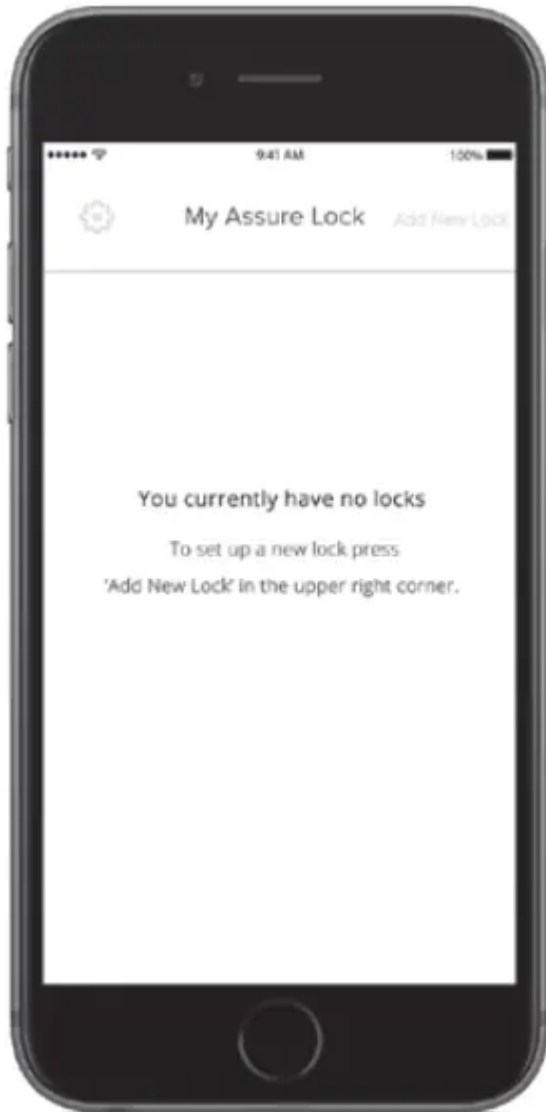 9:41 AM
100%
My Assure Lock
Add New Lock
You currently have no locks
To set up a new lock press
'Add New Lock' in the upper right corner.